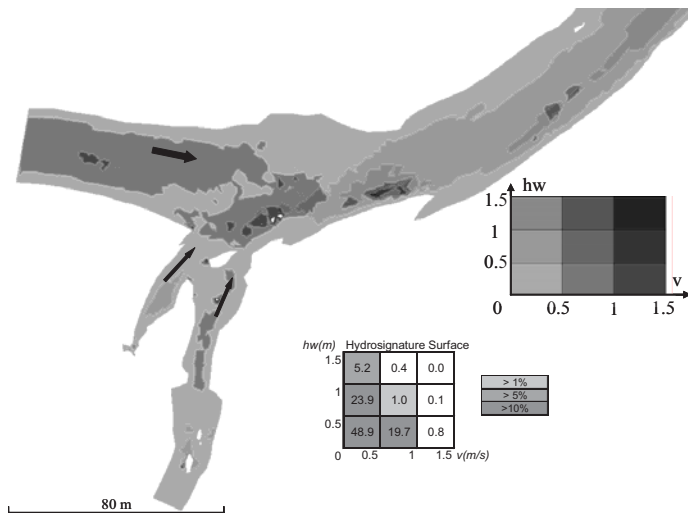 hw
1.5
1
0.5
v
0 0.5 1 1.5
hw(m) Hydrosignature Surface
1.5 5.2 0.4 0.0
1 23.9 1.0 0.1
0.5 48.9 19.7 0.8
0 0.5 1 1.5 v(m/s)
> 1%
> 5%
>10%
80 m